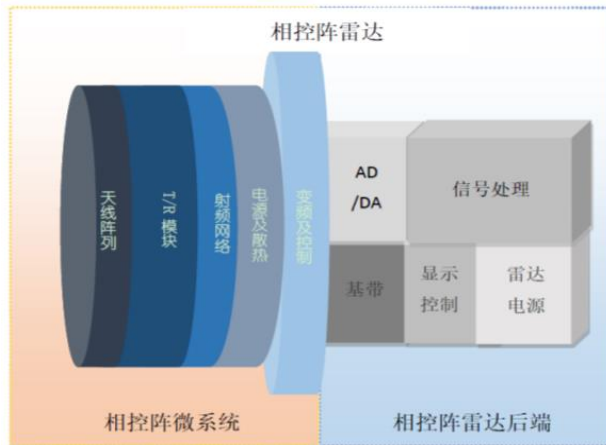 相控阵雷达
天线阵列
T/R 模块
射频网络
电源及散热
变频及控制
AD
/DA
信号处理
基带
显示
控制
雷达
电源
相控阵微系统
相控阵雷达后端